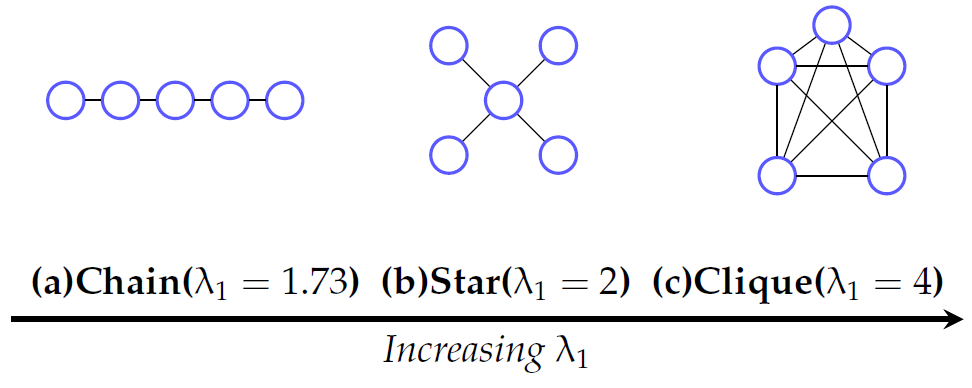 (a)Chain(λ₁ = 1.73) (b)Star(λ₁ = 2) (c)Clique(λ₁ = 4)
Increasing λ₁